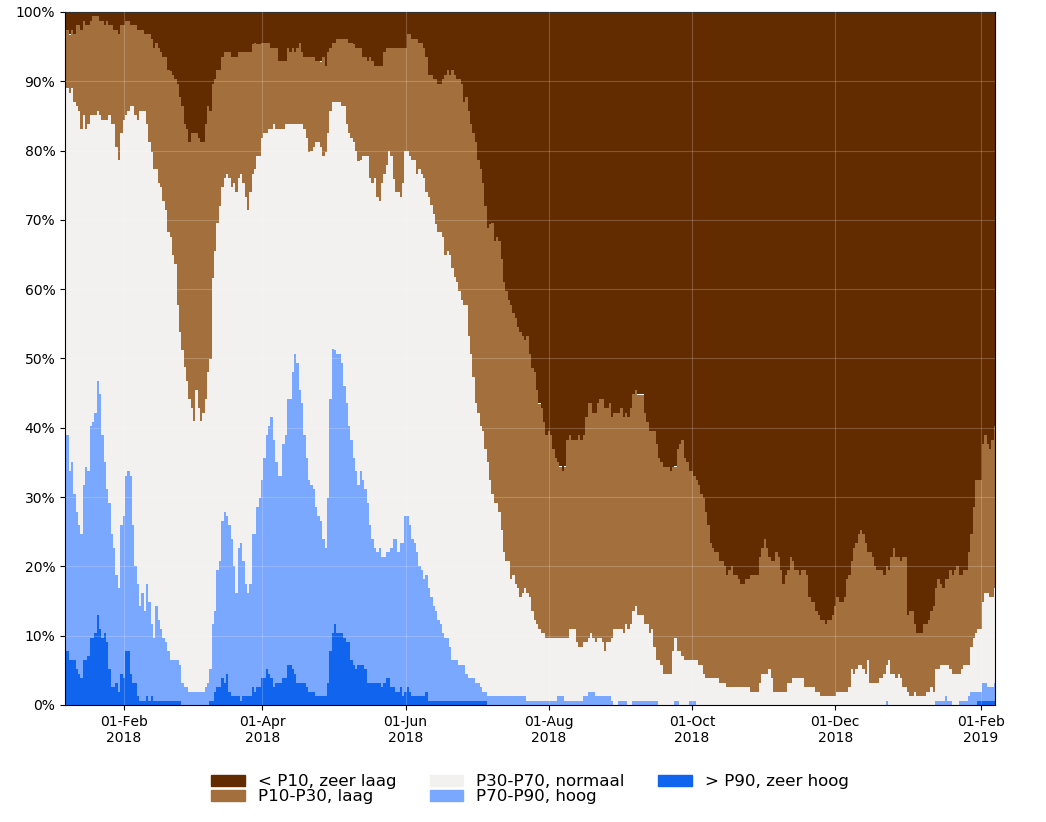 100%
90%
80%
70%
60%
50%
40%
30%
20%
10%
0%
01-Feb 2018
01-Apr 2018
01-Jun 2018
01-Aug 2018
01-Oct 2018
01-Dec 2018
01-Feb 2019
< P10, zeer laag
P10-P30, laag
P30-P70, normaal
P70-P90, hoog
> P90, zeer hoog